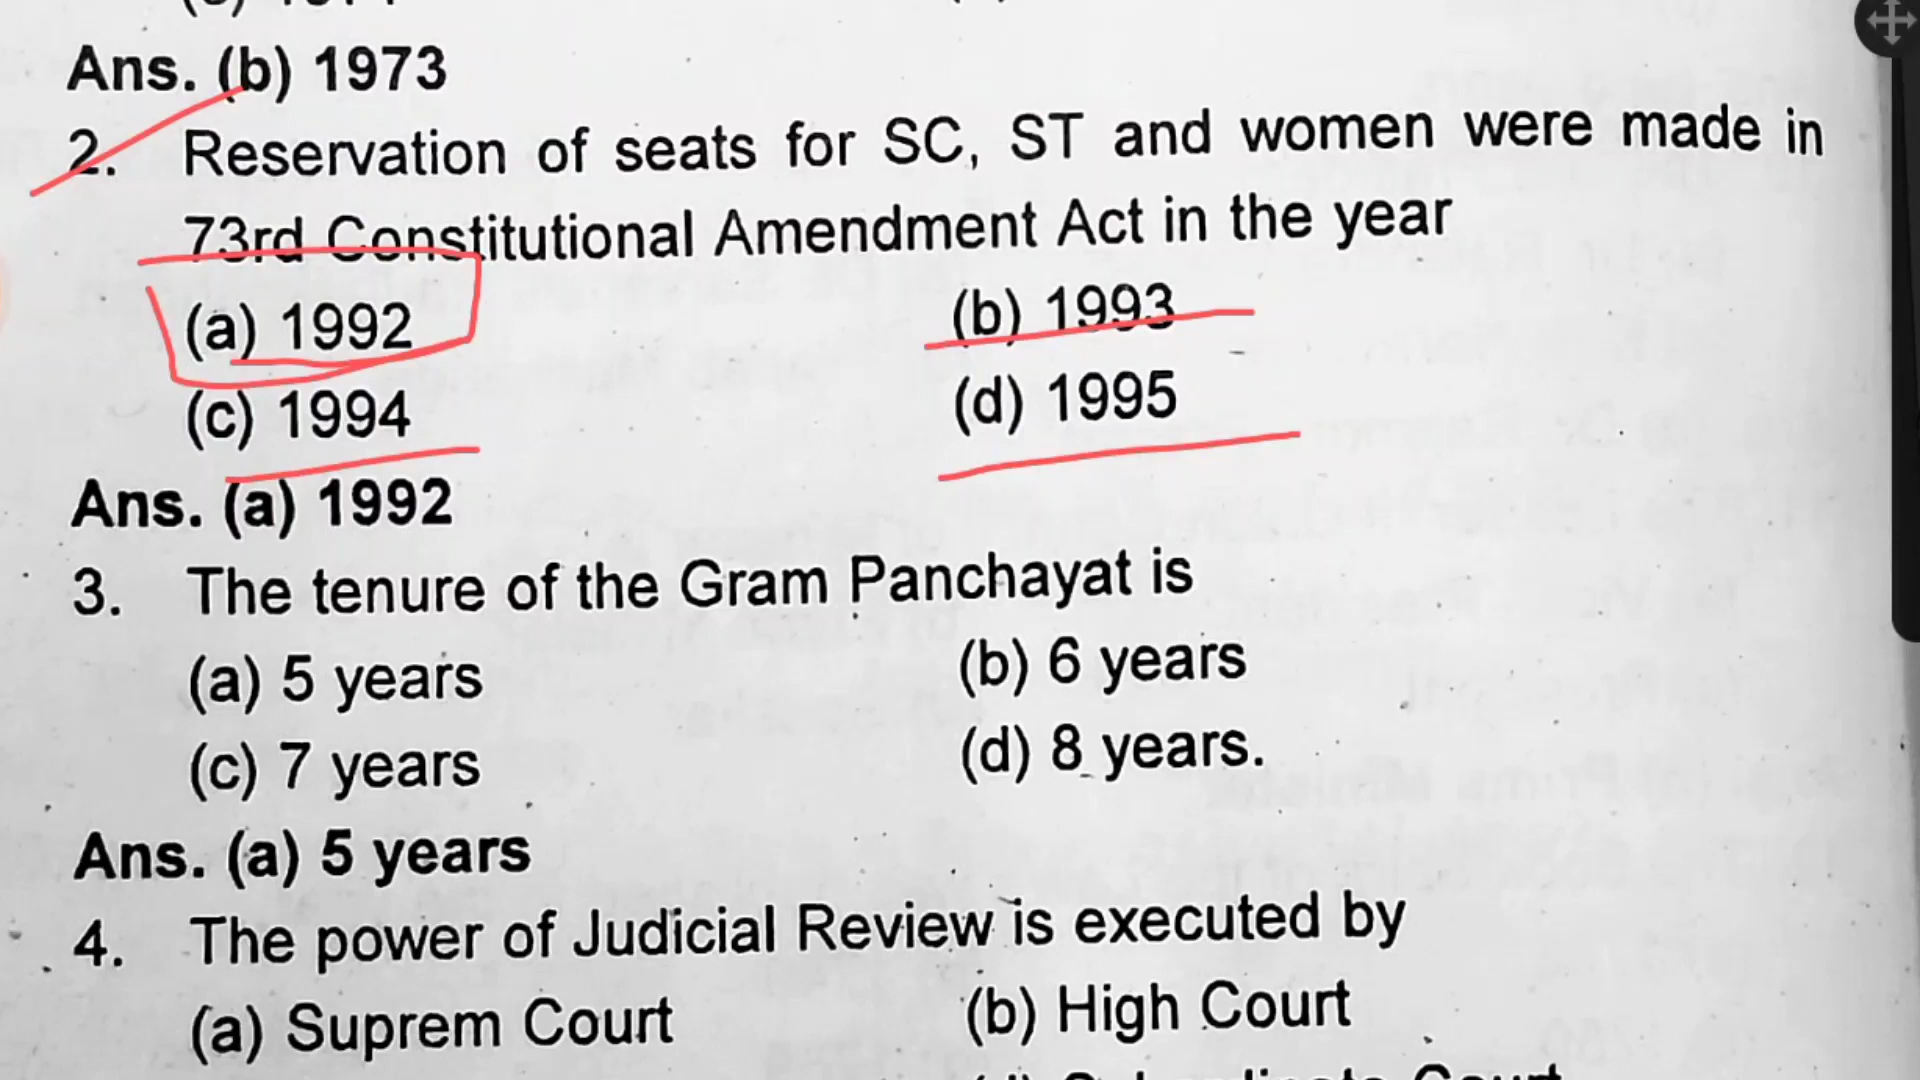 Ans. (b) 1973
2. Reservation of seats for SC, ST and women were made in
73rd Constitutional Amendment Act in the year
(a) 1992 (b) 1993
(c) 1994 (d) 1995
Ans. (a) 1992
3. The tenure of the Gram Panchayat is
(a) 5 years (b) 6 years
(c) 7 years (d) 8 years.
Ans. (a) 5 years
4. The power of Judicial Review is executed by
(a) Suprem Court (b) High Court